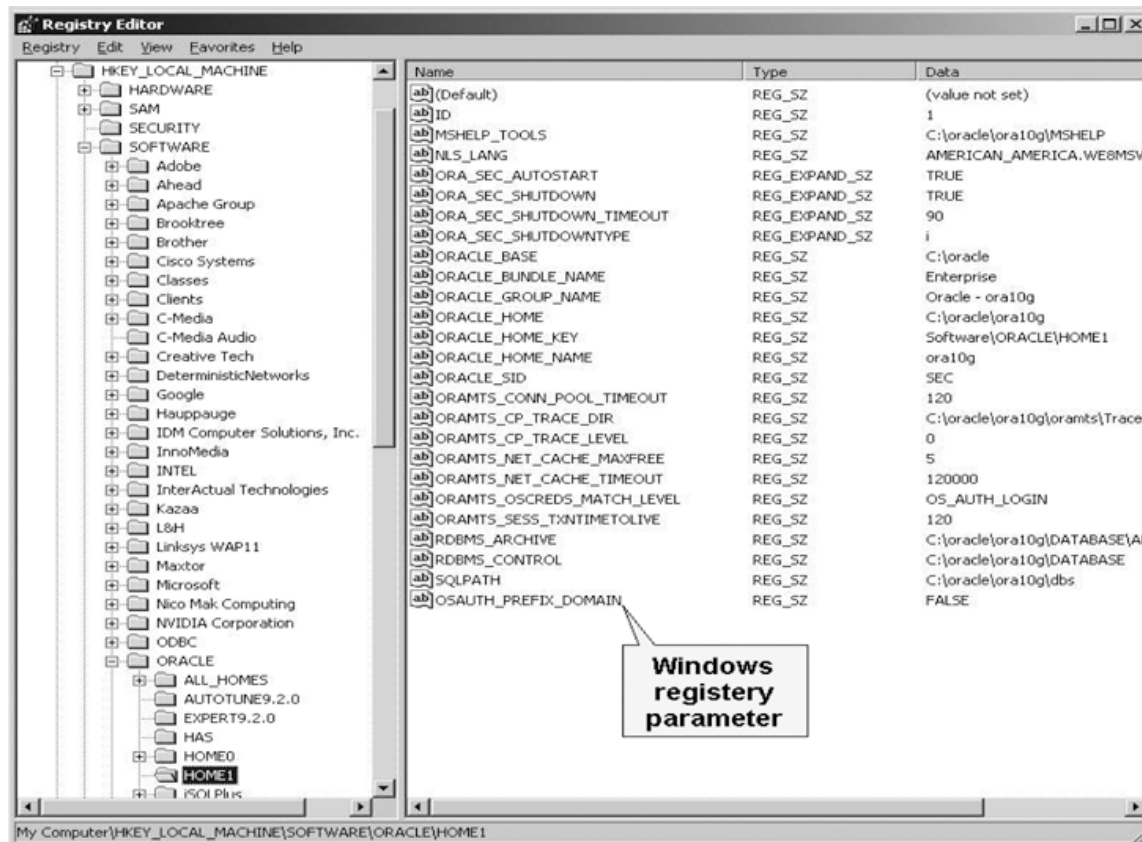 Registry Editor
Registry Edit View Favorites Help
HKEY_LOCAL_MACHINE
HARDWARE
SAM
SECURITY
SOFTWARE
Adobe
Ahead
Apache Group
Brooktree
Brother
Cisco Systems
Classes
Clients
C-Media
C-Media Audio
Creative Tech
DeterministicNetworks
Google
Hauppauge
IDM Computer Solutions, Inc.
InnoMedia
INTEL
InterActual Technologies
Kazaa
L&H
Linksys WAP11
Maxtor
Microsoft
Nico Mak Computing
NVIDIA Corporation
ODBC
ORACLE
ALL_HOMES
AUTOTUNE9.2.0
EXPERT9.2.0
HAS
HOME0
HOME1
iSQLPlus
Name Type Data
(Default) REG_SZ (value not set)
ID REG_SZ 1
MSHELP_TOOLS REG_SZ C:\oracle\ora10g\MSHELP
NLS_LANG REG_SZ AMERICAN_AMERICA.WE8MSW
ORA_SEC_AUTOSTART REG_EXPAND_SZ TRUE
ORA_SEC_SHUTDOWN REG_EXPAND_SZ TRUE
ORA_SEC_SHUTDOWN_TIMEOUT REG_EXPAND_SZ 90
ORA_SEC_SHUTDOWNTYPE REG_EXPAND_SZ i
ORACLE_BASE REG_SZ C:\oracle
ORACLE_BUNDLE_NAME REG_SZ Enterprise
ORACLE_GROUP_NAME REG_SZ Oracle - ora10g
ORACLE_HOME REG_SZ C:\oracle\ora10g
ORACLE_HOME_KEY REG_SZ Software\ORACLE\HOME1
ORACLE_HOME_NAME REG_SZ ora10g
ORACLE_SID REG_SZ SEC
ORAMTS_CONN_POOL_TIMEOUT REG_SZ 120
ORAMTS_CP_TRACE_DIR REG_SZ C:\oracle\ora10g\oramts\Trace
ORAMTS_CP_TRACE_LEVEL REG_SZ 0
ORAMTS_NET_CACHE_MAXFREE REG_SZ 5
ORAMTS_NET_CACHE_TIMEOUT REG_SZ 120000
ORAMTS_OSCREDS_MATCH_LEVEL REG_SZ OS_AUTH_LOGIN
ORAMTS_SESS_TXNTIMETOLIVE REG_SZ 120
RDBMS_ARCHIVE REG_SZ C:\oracle\ora10g\DATABASE\A
RDBMS_CONTROL REG_SZ C:\oracle\ora10g\DATABASE
SQLPATH REG_SZ C:\oracle\ora10g\dbs
OSAUTH_PREFIX_DOMAIN REG_SZ FALSE
Windows
registery
parameter
My Computer\HKEY_LOCAL_MACHINE\SOFTWARE\ORACLE\HOME1